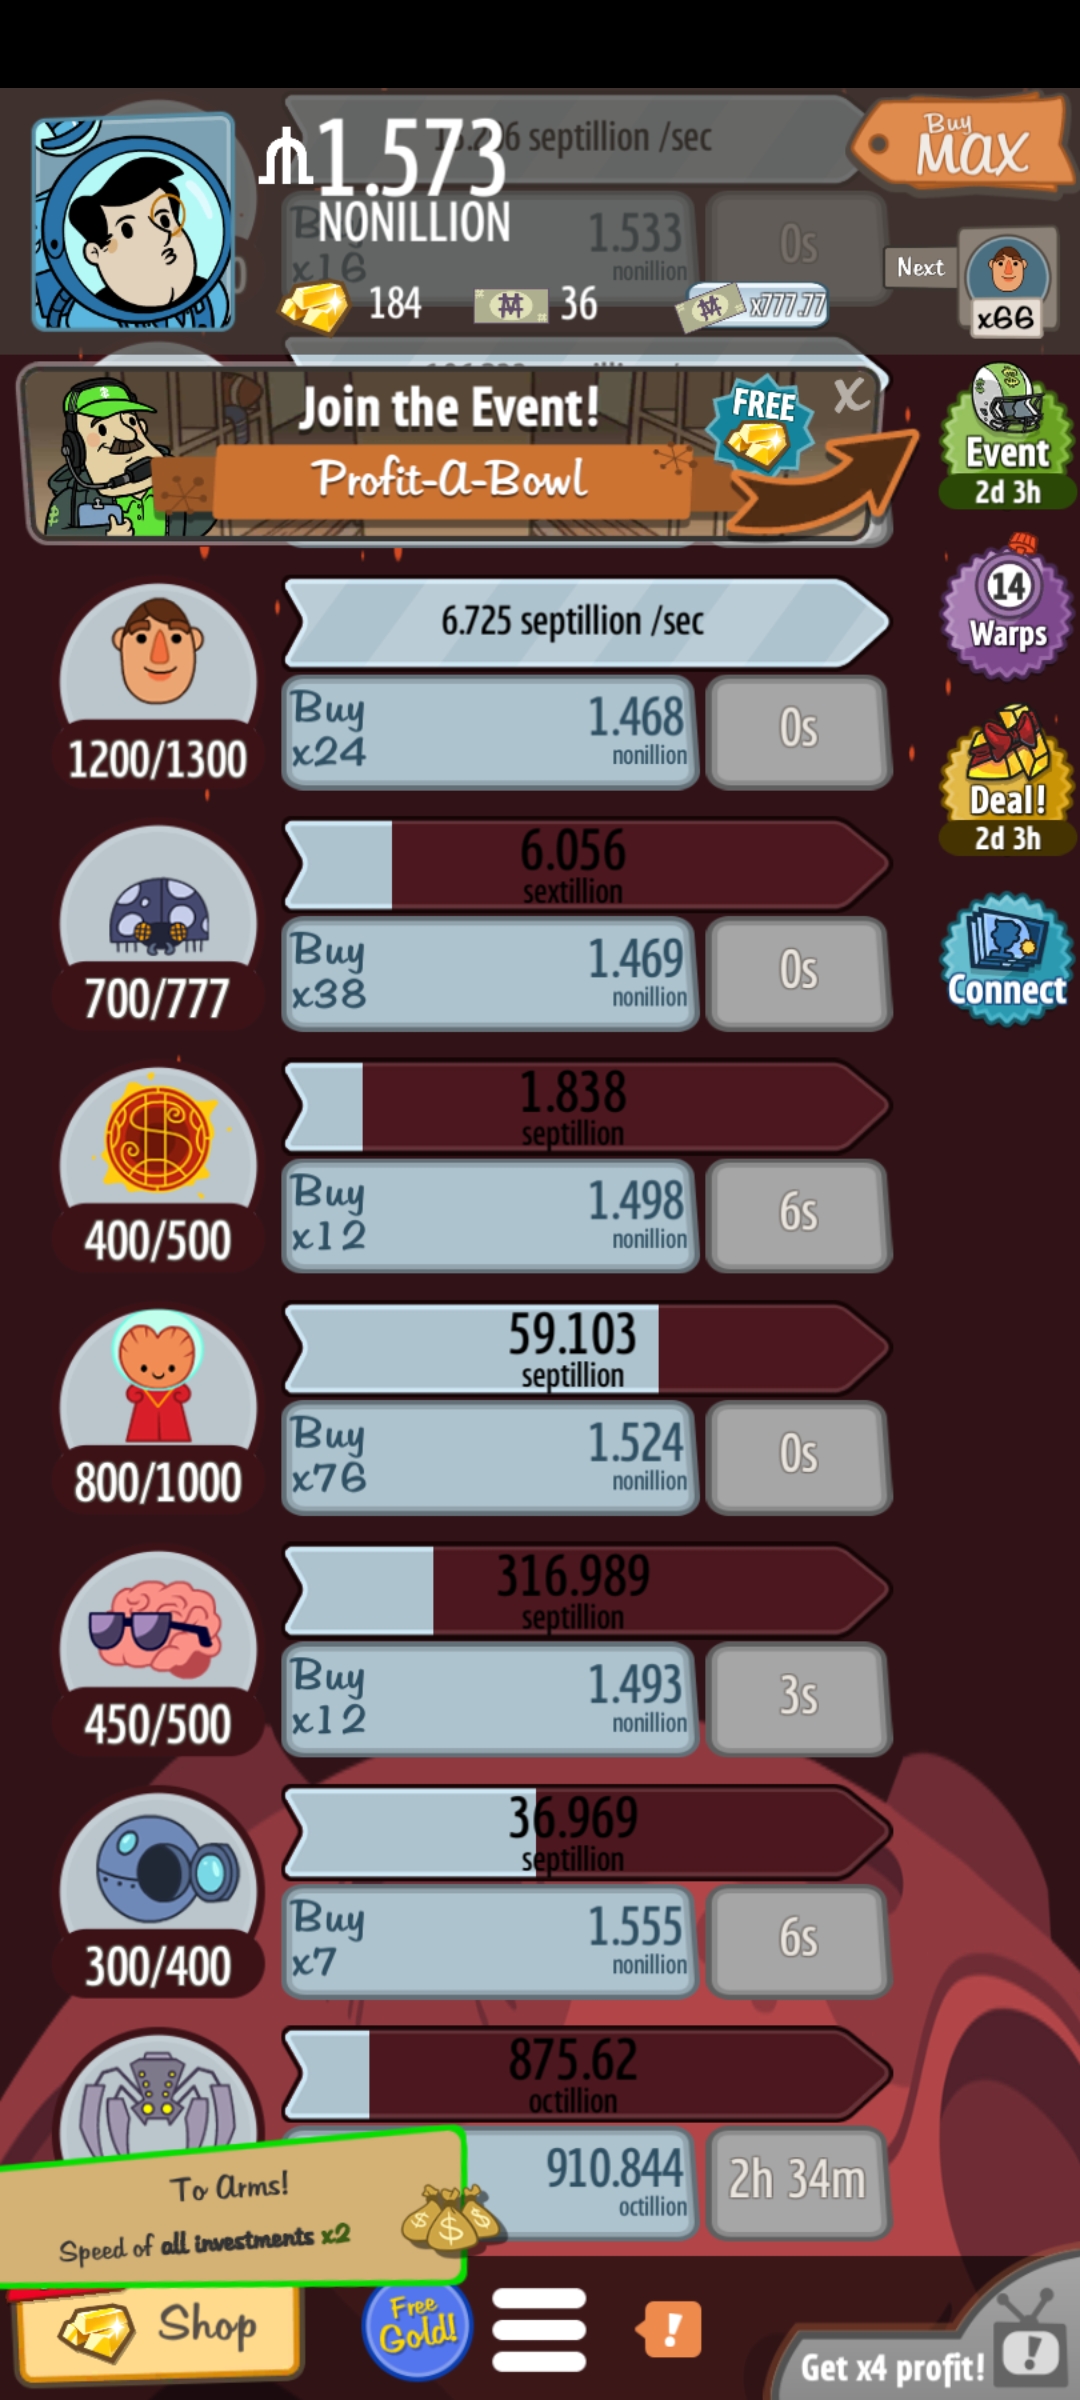 septillion /sec
1.573
NONILLION
Buy
MAX
Buy
x16
1.533
nonillion
0s
184
36
x777.77
Next
x66
Join the Event!
FREE
X
Profit-A-Bowl
Event
2d 3h
14
Warps
6.725 septillion /sec
Buy
x24
1.468
nonillion
0s
1200/1300
Deal!
2d 3h
6.056
sextillion
Buy
x38
1.469
nonillion
0s
700/777
Connect
1.838
septillion
Buy
x12
1.498
nonillion
6s
400/500
59.103
septillion
Buy
x76
1.524
nonillion
0s
800/1000
316.989
septillion
Buy
x12
1.493
nonillion
3s
450/500
36.969
septillion
Buy
x7
1.555
nonillion
6s
300/400
875.62
octillion
910.844
octillion
2h 34m
To Arms!
Speed of all investments x2
Shop
Free
Gold!
!
Get x4 profit!
!